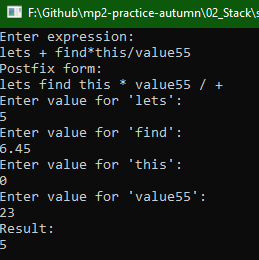 F:\Github\mp2-practice-autumn\02_Stack\s
Enter expression:
lets + find*this/value55
Postfix form:
lets find this * value55 / +
Enter value for 'lets':
5
Enter value for 'find':
6.45
Enter value for 'this':
0
Enter value for 'value55':
23
Result:
5